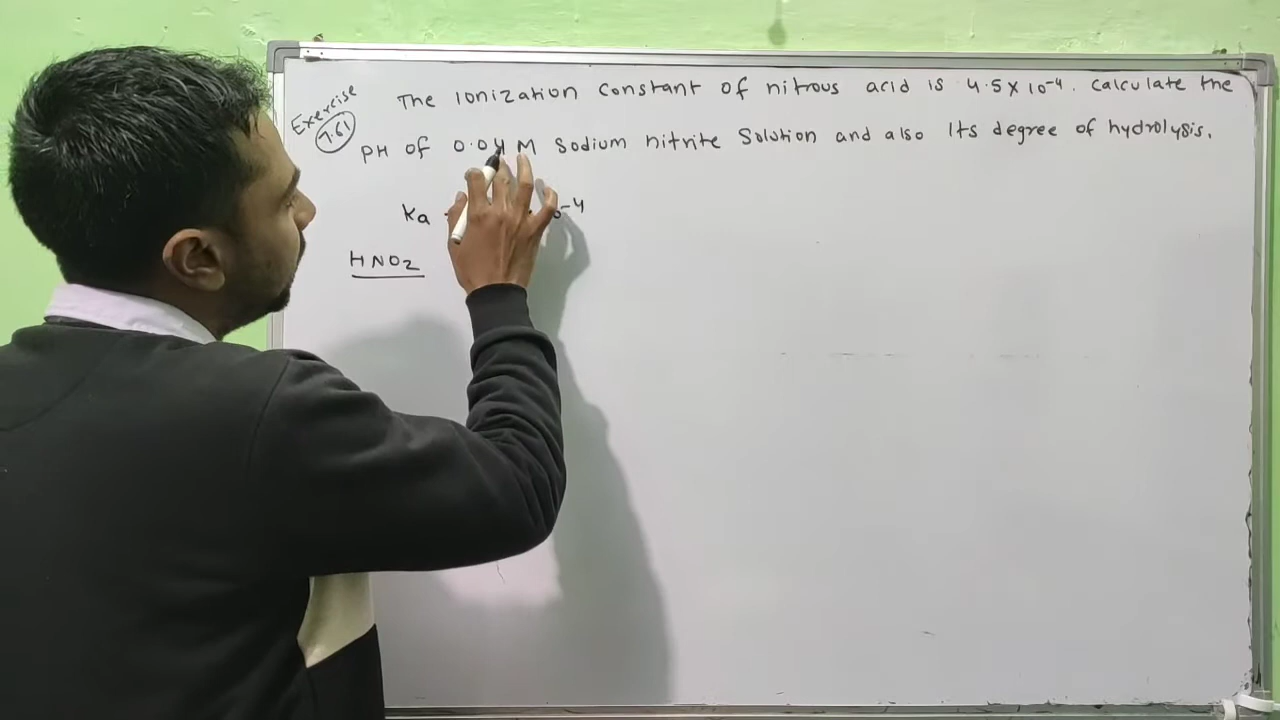 Exercise
7.61
The Ionization Constant of nitrous acid is 4.5 x 10-4. Calculate the
PH of 0.04 M Sodium nitrite Solution and also Its degree of hydrolysis.
Ka -4
HNO2